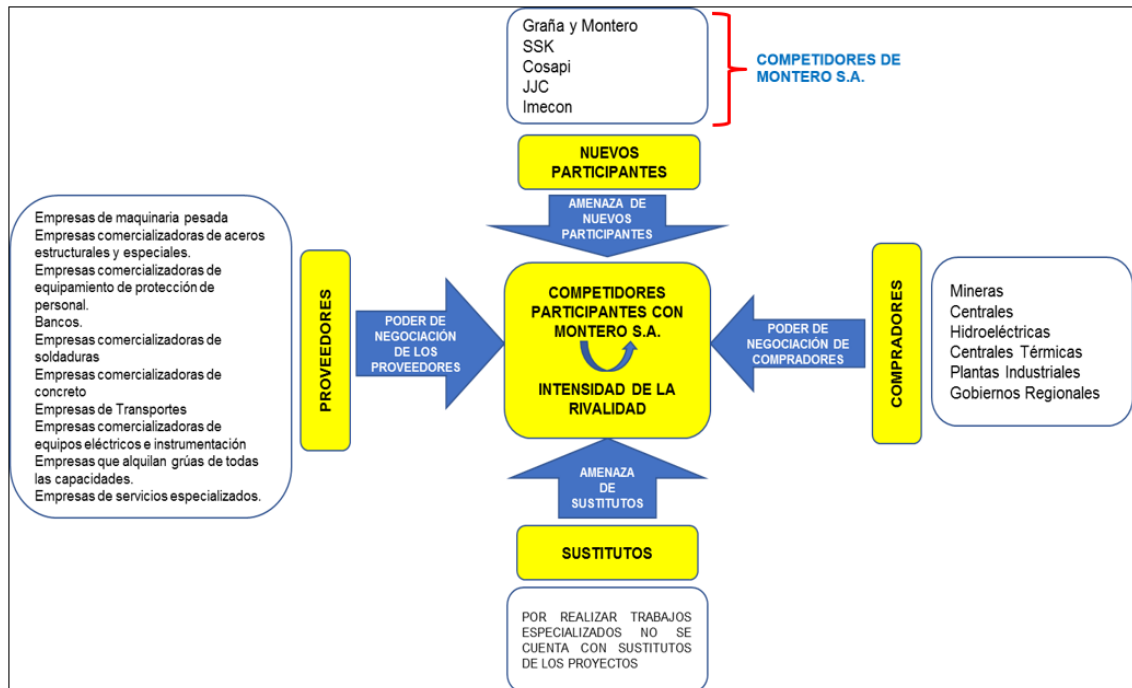 Graña y Montero
SSK
Cosapi
JJC
Imecon
COMPETIDORES DE
MONTERO S.A.
NUEVOS
PARTICIPANTES
AMENAZA DE
NUEVOS
PARTICIPANTES
Empresas de maquinaria pesada
Empresas comercializadoras de aceros
estructurales y especiales.
Empresas comercializadoras de
equipamiento de protección de
personal.
Bancos.
Empresas comercializadoras de
soldaduras
Empresas comercializadoras de
concreto
Empresas de Transportes
Empresas comercializadoras de
equipos eléctricos e instrumentación
Empresas que alquilan grúas de todas
las capacidades.
Empresas de servicios especializados.
PROVEEDORES
PODER DE
NEGOCIACIÓN
DE LOS
PROVEEDORES
COMPETIDORES
PARTICIPANTES CON
MONTERO S.A.
INTENSIDAD DE LA
RIVALIDAD
PODER DE
NEGOCIACIÓN DE
COMPRADORES
COMPRADORES
Mineras
Centrales
Hidroeléctricas
Centrales Térmicas
Plantas Industriales
Gobiernos Regionales
AMENAZA
DE
SUSTITUTOS
SUSTITUTOS
POR REALIZAR TRABAJOS
ESPECIALIZADOS NO SE
CUENTA CON SUSTITUTOS
DE LOS PROYECTOS